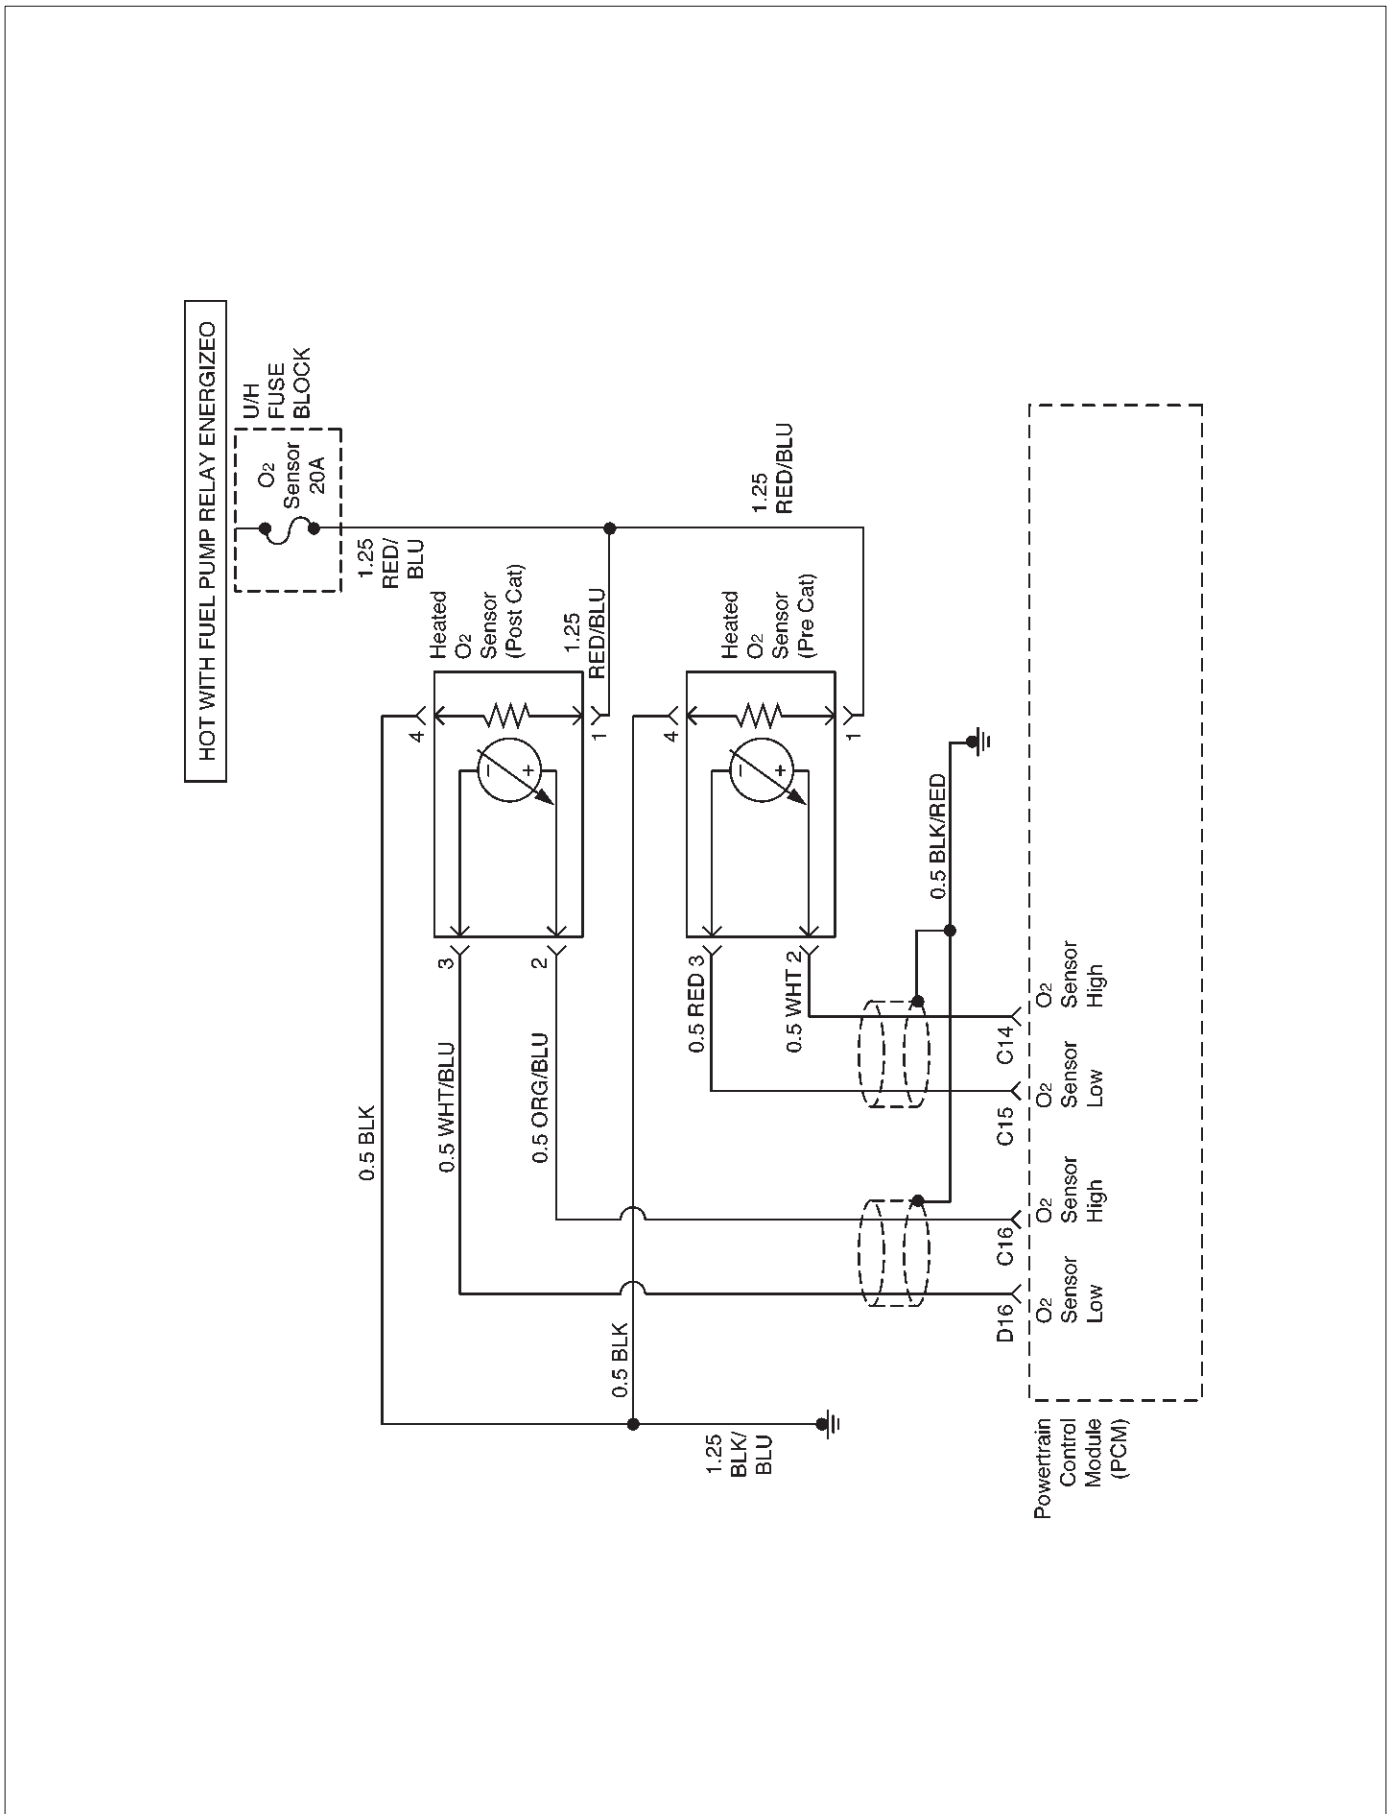 HOT WITH FUEL PUMP RELAY ENERGIZEO
U/H
FUSE
BLOCK
O2
Sensor
20A
1.25
RED/
BLU
Heated
O2
Sensor
(Post Cat)
1.25
RED/BLU
4
1
3
2
0.5 BLK
0.5 WHT/BLU
0.5 ORG/BLU
1.25
RED/BLU
Heated
O2
Sensor
(Pre Cat)
4
1
0.5 RED 3
0.5 WHT 2
0.5 BLK
1.25
BLK/
BLU
0.5 BLK/RED
D16
C16
C15
C14
O2
Sensor
Low
O2
Sensor
High
O2
Sensor
Low
O2
Sensor
High
Powertrain
Control
Module
(PCM)